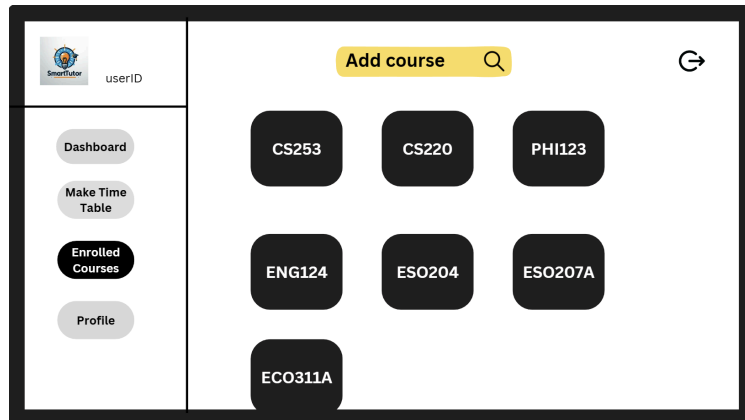 SmartTutor
userID
Add course
Dashboard
Make Time
Table
Enrolled
Courses
Profile
CS253 CS220 PHI123
ENG124 ESO204 ESO207A
ECO311A